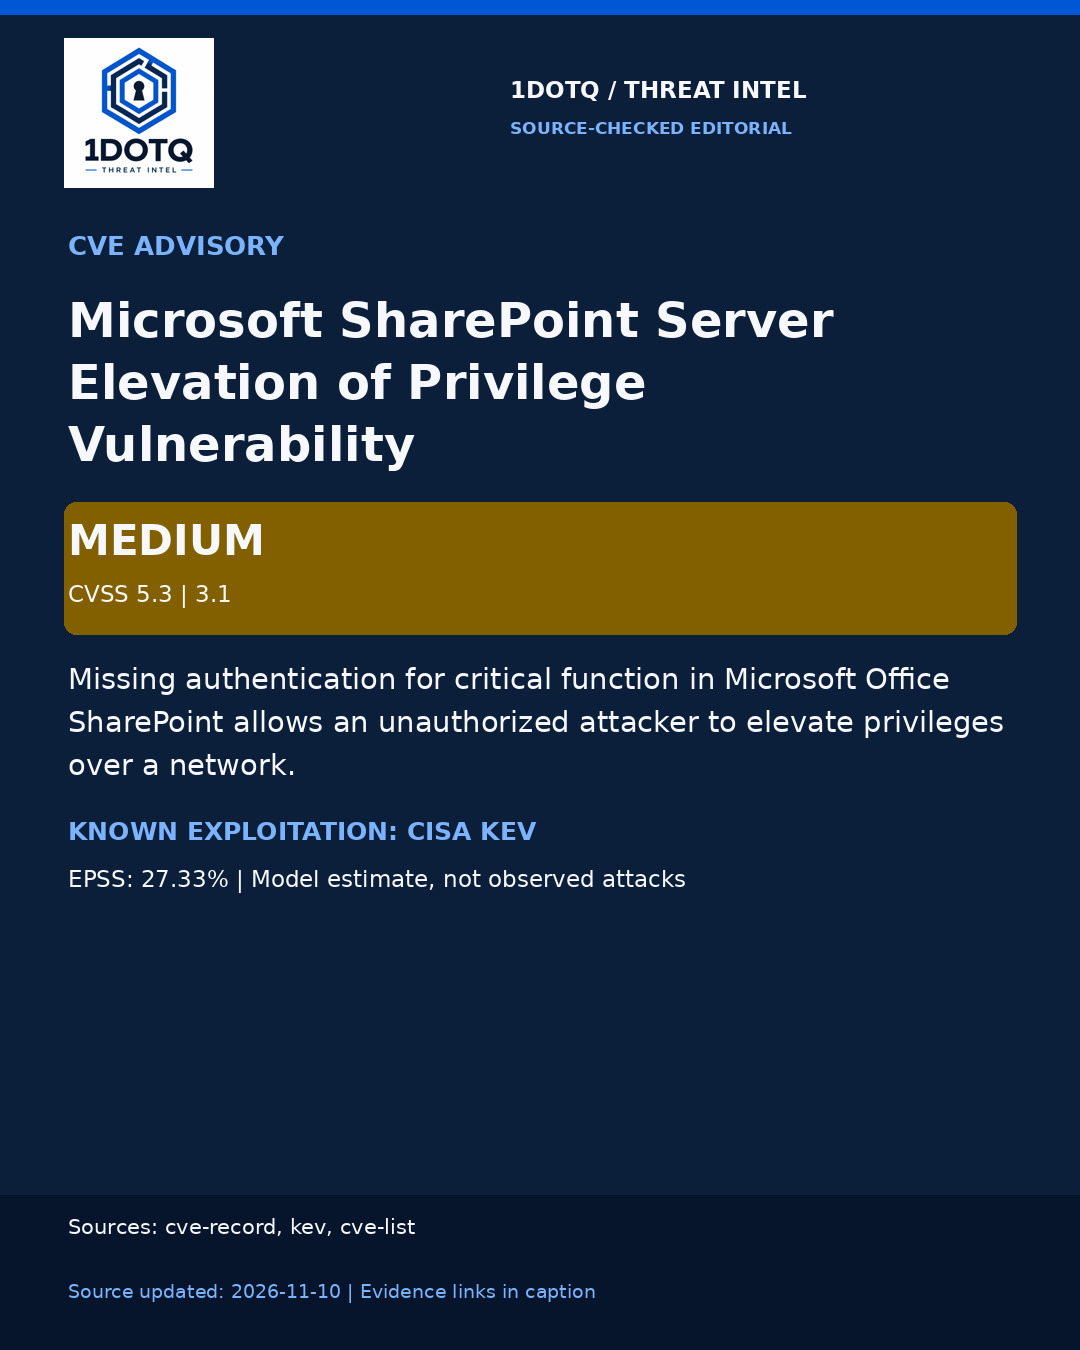 1DOTQ
THREAT INTEL
1DOTQ / THREAT INTEL
SOURCE-CHECKED EDITORIAL
CVE ADVISORY
Microsoft SharePoint Server
Elevation of Privilege
Vulnerability
MEDIUM
CVSS 5.3 | 3.1
Missing authentication for critical function in Microsoft Office
SharePoint allows an unauthorized attacker to elevate privileges
over a network.
KNOWN EXPLOITATION: CISA KEV
EPSS: 27.33% | Model estimate, not observed attacks
Sources: cve-record, kev, cve-list
Source updated: 2026-11-10 | Evidence links in caption